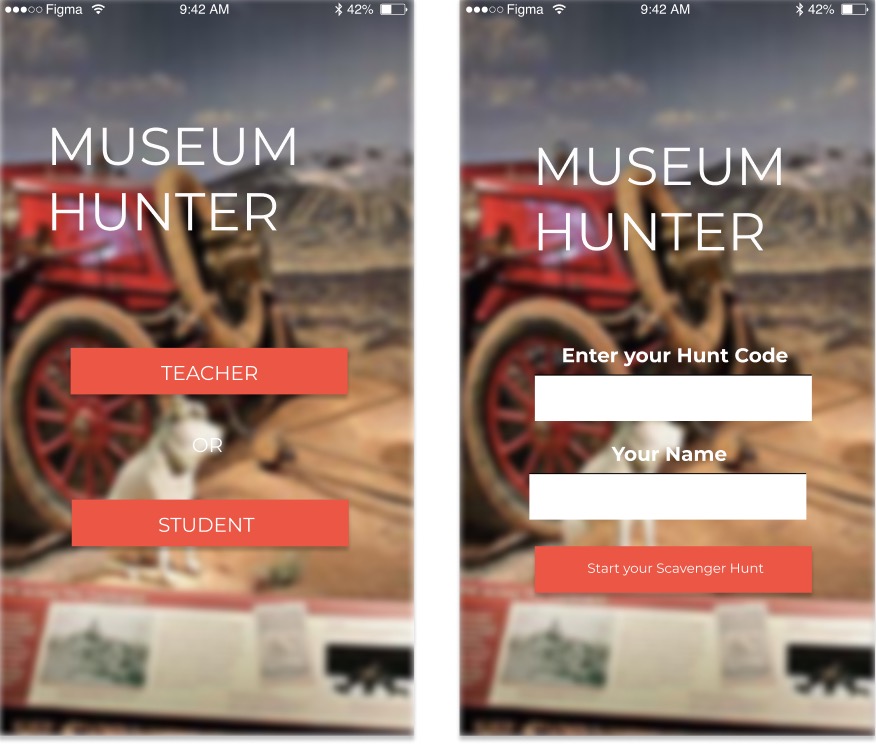 Figma 9:42 AM 42%
MUSEUM
HUNTER
TEACHER
OR
STUDENT
Figma 9:42 AM 42%
MUSEUM
HUNTER
Enter your Hunt Code
Your Name
Start your Scavenger Hunt